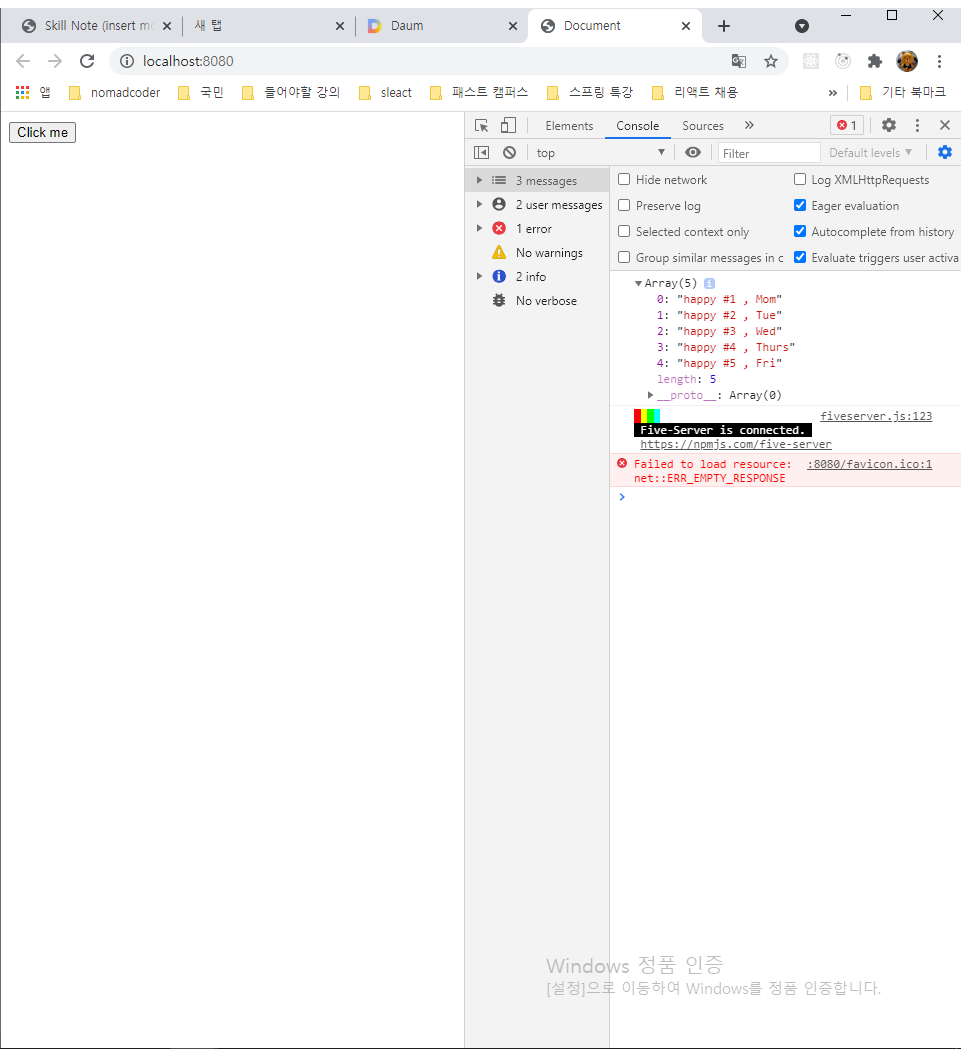 Skill Note (insert mo
새 탭
Daum
Document
localhost:8080
앱
nomadcoder
국민
들어야할 강의
sleact
패스트 캠퍼스
스프링 특강
리액트 채용
»
기타 북마크
Click me
Elements
Console
Sources
»
1
top
Filter
Default levels
3 messages
2 user messages
1 error
No warnings
2 info
No verbose
Hide network
Log XMLHttpRequests
Preserve log
Eager evaluation
Selected context only
Autocomplete from history
Group similar messages in c
Evaluate triggers user activa
Array(5)
0: "happy #1 , Mom"
1: "happy #2 , Tue"
2: "happy #3 , Wed"
3: "happy #4 , Thurs"
4: "happy #5 , Fri"
length: 5
__proto__: Array(0)
fiveserver.js:123
Five-Server is connected.
https://npmjs.com/five-server
Failed to load resource: :8080/favicon.ico:1
net::ERR_EMPTY_RESPONSE
Windows 정품 인증
[설정]으로 이동하여 Windows를 정품 인증합니다.